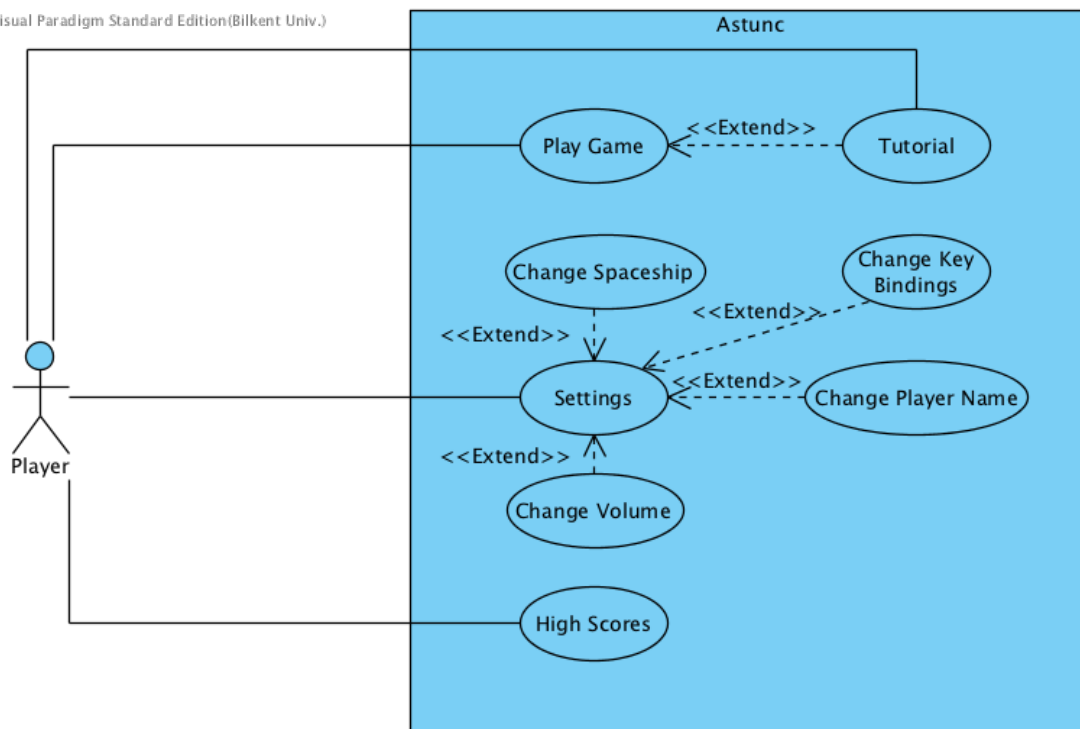 isual Paradigm Standard Edition(Bilkent Univ.)
Astunc
<<Extend>>
Play Game
Tutorial
Change Spaceship
Change Key
Bindings
<<Extend>>
<<Extend>>
<<Extend>>
Settings
Change Player Name
<<Extend>>
Player
Change Volume
High Scores